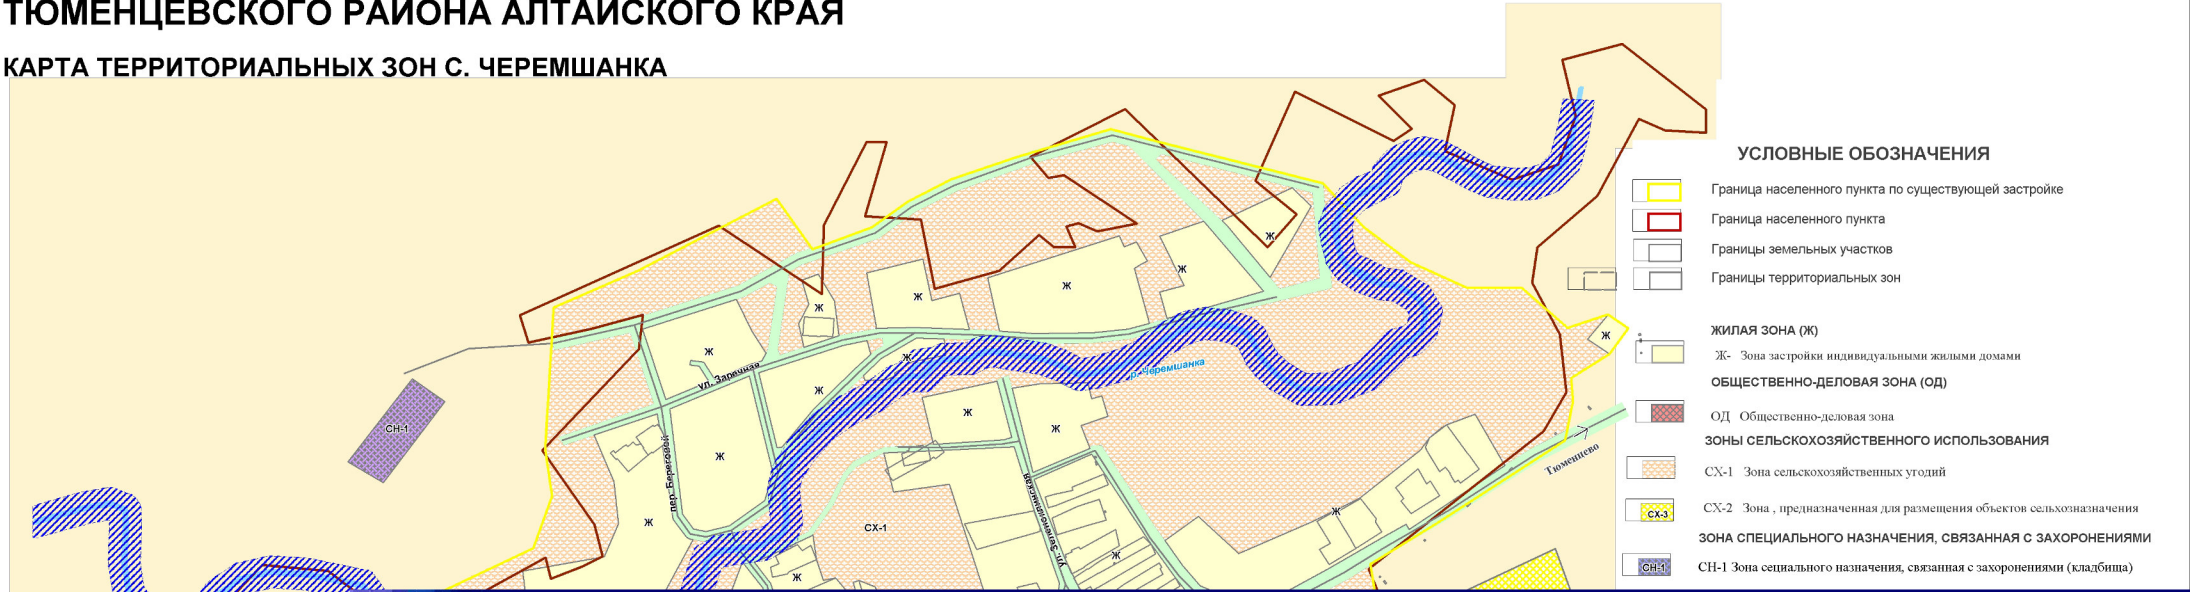 ТЮМЕНЦЕВСКОГО РАЙОНА АЛТАЙСКОГО КРАЯ
КАРТА ТЕРРИТОРИАЛЬНЫХ ЗОН С. ЧЕРЕМШАНКА
УСЛОВНЫЕ ОБОЗНАЧЕНИЯ
Граница населенного пункта по существующей застройке
Граница населенного пункта
Границы земельных участков
Границы территориальных зон
ЖИЛАЯ ЗОНА (Ж)
Ж- Зона застройки индивидуальными жилыми домами
ОБЩЕСТВЕННО-ДЕЛОВАЯ ЗОНА (ОД)
ОД Общественно-деловая зона
ЗОНЫ СЕЛЬСКОХОЗЯЙСТВЕННОГО ИСПОЛЬЗОВАНИЯ
СХ-1 Зона сельскохозяйственных угодий
СХ-3
СХ-2 Зона , предназначенная для размещения объектов сельхозназначения
ЗОНА СПЕЦИАЛЬНОГО НАЗНАЧЕНИЯ, СВЯЗАННАЯ С ЗАХОРОНЕНИЯМИ
СН-1
СН-1 Зона сециального назначения, связанная с захоронениями (кладбища)
Ж
Ж
Ж
Ж
Ж
Ж
Ж
Ж
Ж
ул. Заречная
р. Черемшанка
Ж
Ж
Ж
СН-1
Ж
пер. Береговой
Тюменцево
Ж
Ж
СХ-1
Ж
Ж
Ж